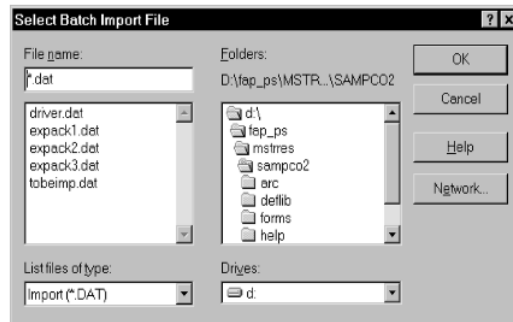 Select Batch Import File
File name:
*.dat
driver.dat
expack1.dat
expack2.dat
expack3.dat
tobeimp.dat
List files of type:
Import (*.DAT)
Folders:
D:\fap_ps\MSTR...\SAMPCO2
d:\
fap_ps
mstrres
sampco2
arc
deflib
forms
help
Drives:
d:
OK
Cancel
Help
Network...